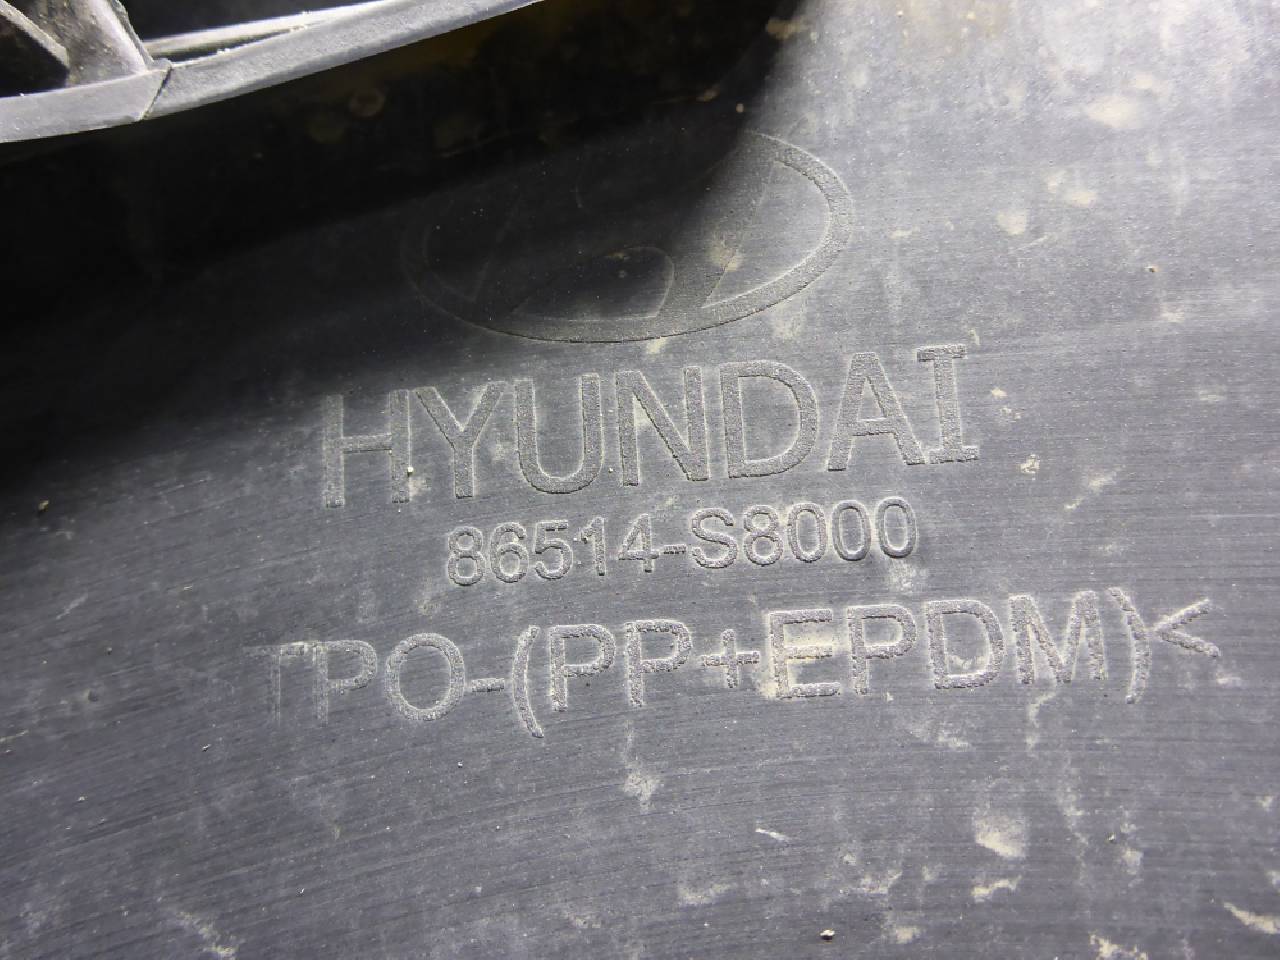 HYUNDAI
86514-S8000
TPO-(PP+EPDM)<